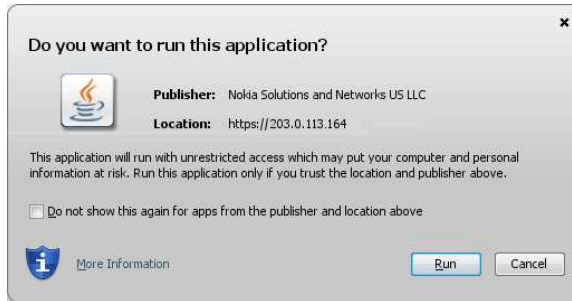 Do you want to run this application?
Publisher: Nokia Solutions and Networks US LLC
Location: https://203.0.113.164
This application will run with unrestricted access which may put your computer and personal
information at risk. Run this application only if you trust the location and publisher above.
Do not show this again for apps from the publisher and location above
More Information
Run Cancel